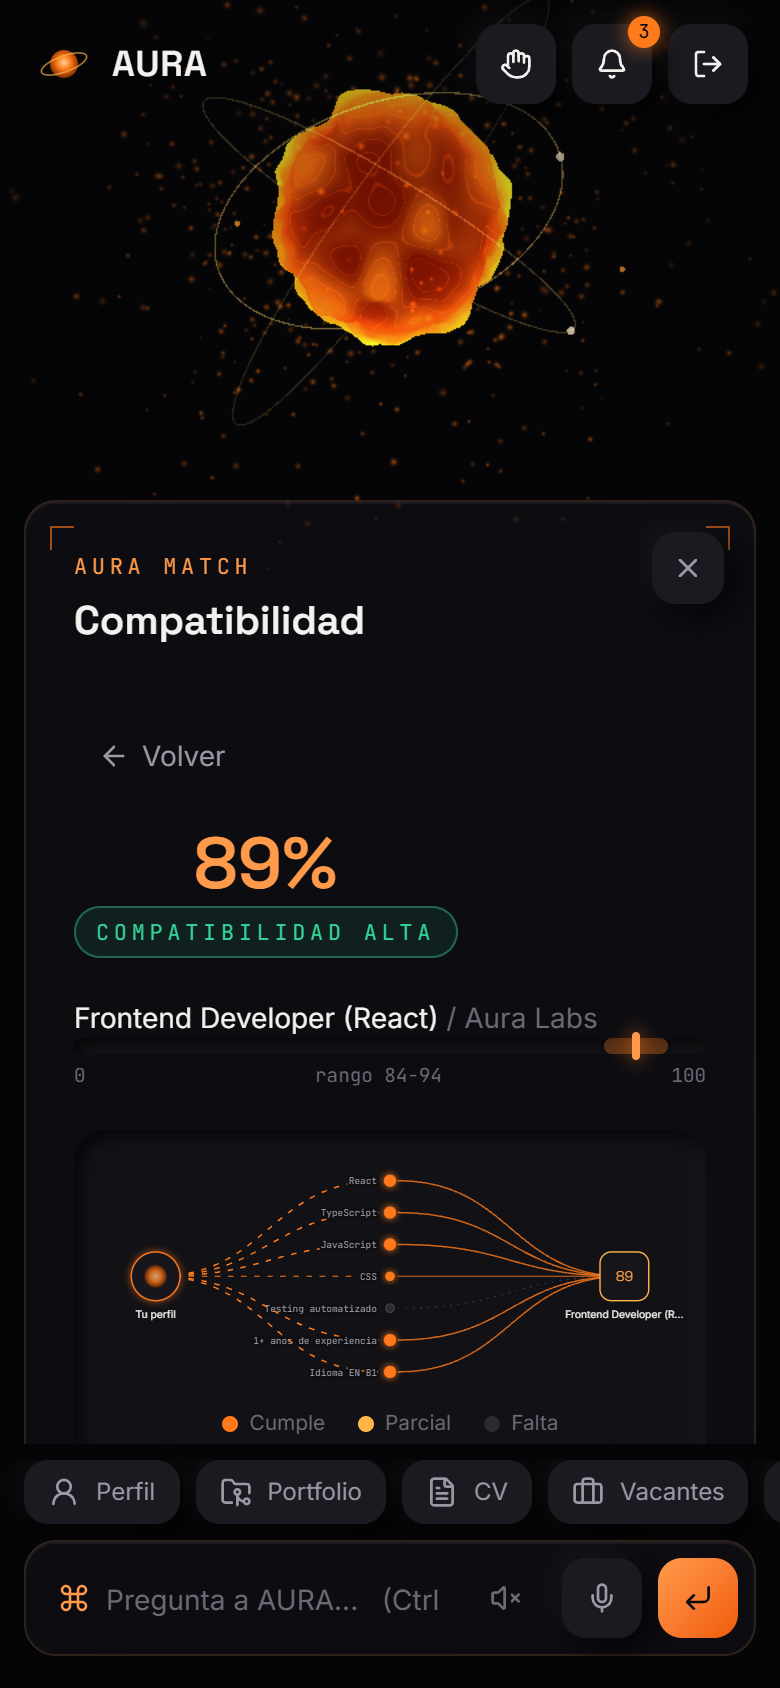 AURA
3
AURA MATCH
Compatibilidad
Volver
89%
COMPATIBILIDAD ALTA
Frontend Developer (React) / Aura Labs
0 rango 84-94 100
React
TypeScript
JavaScript
CSS
Testing automatizado
1+ anos de experiencia
Idioma EN·B1
Tu perfil
89
Frontend Developer (R...
Cumple Parcial Falta
Perfil Portfolio CV Vacantes
Pregunta a AURA... (Ctrl